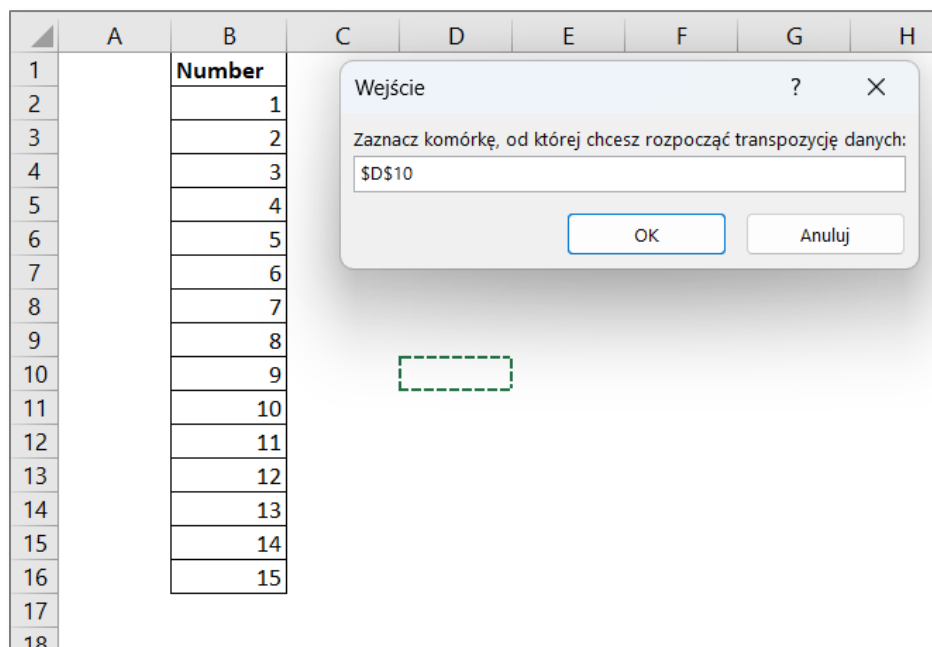 A B C D E F G H
1 Number
2 1
3 2
4 3
5 4
6 5
7 6
8 7
9 8
10 9
11 10
12 11
13 12
14 13
15 14
16 15
17
18
Wejście ? ×
Zaznacz komórkę, od której chcesz rozpocząć transpozycję danych:
$D$10
OK Anuluj